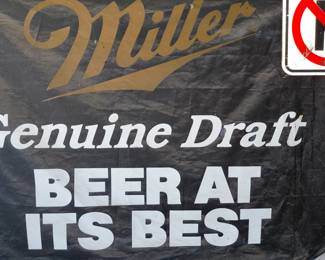 Miller
Genuine Draft
BEER AT
ITS BEST